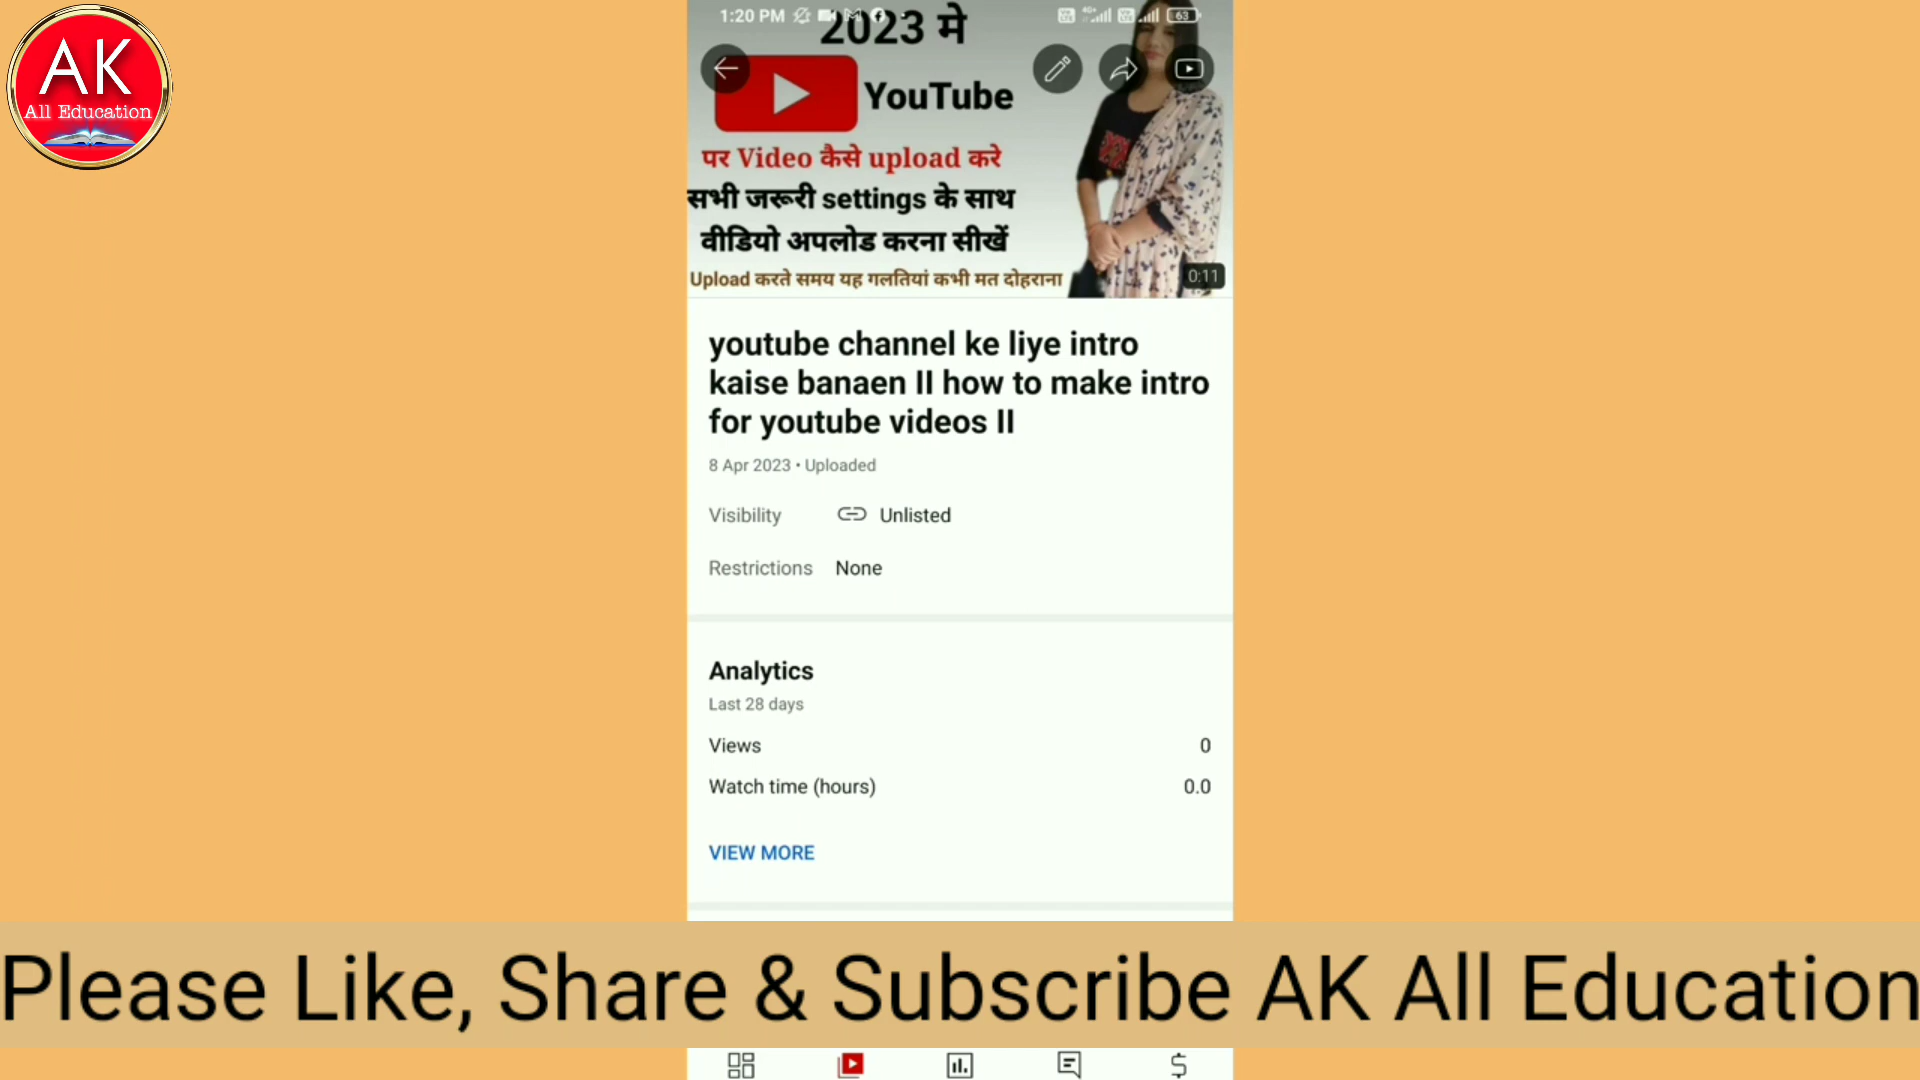 AK
All Education
1:20 PM
4G+
63
2023 मे
YouTube
पर Video कैसे upload करे
सभी जरूरी settings के साथ
वीडियो अपलोड करना सीखें
Upload करते समय यह गलतियां कभी मत दोहराना
0:11
youtube channel ke liye intro
kaise banaen II how to make intro
for youtube videos II
8 Apr 2023 • Uploaded
Visibility Unlisted
Restrictions None
Analytics
Last 28 days
Views 0
Watch time (hours) 0.0
VIEW MORE
Please Like, Share & Subscribe AK All Education